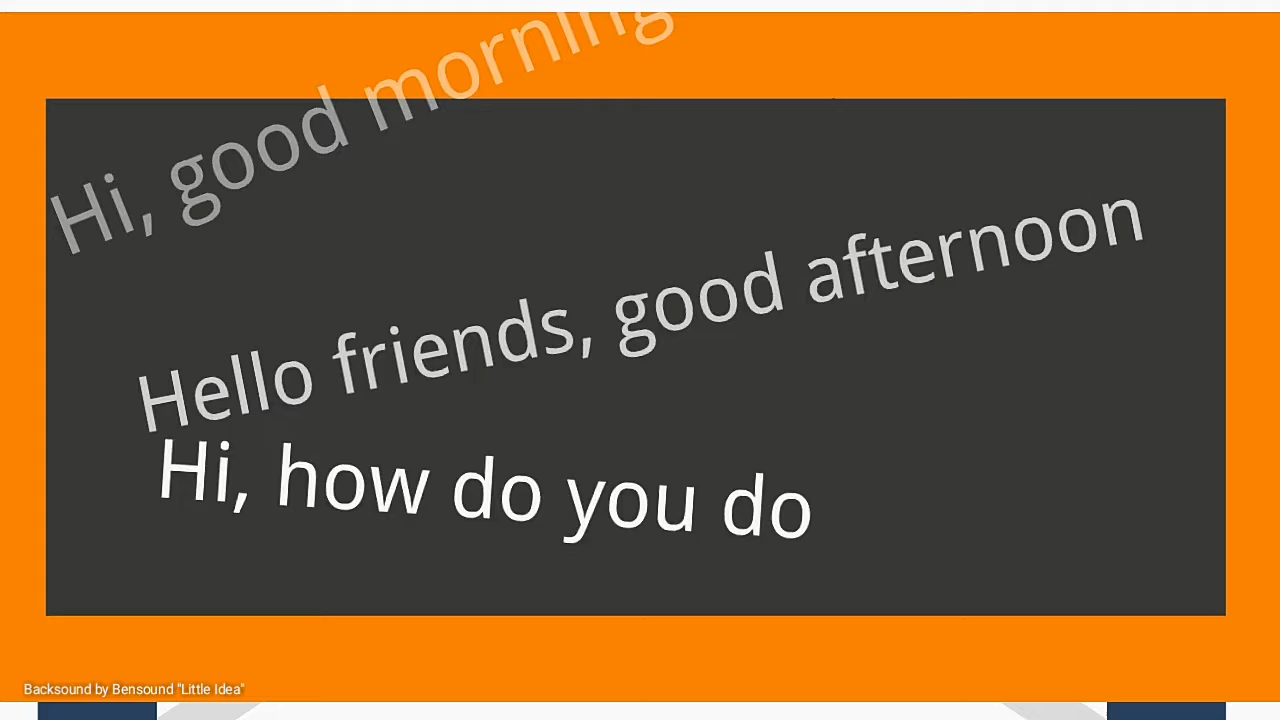 Hi, good morning
Hello friends, good afternoon
Hi, how do you do
Backsound by Bensound "Little Idea"